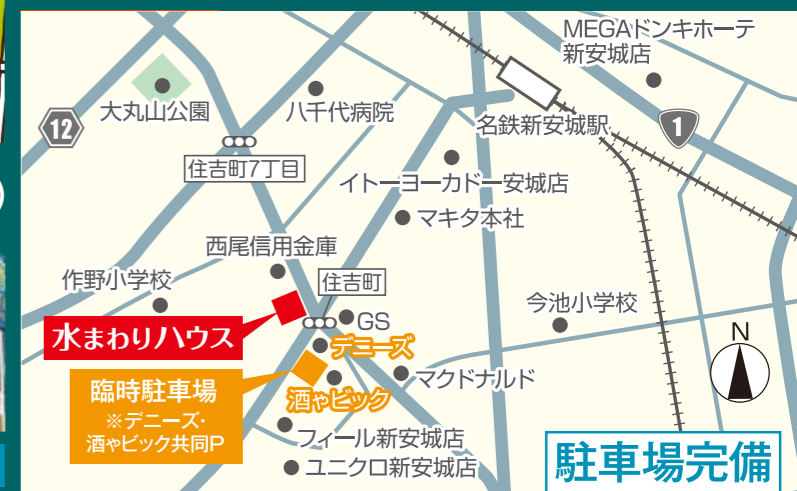 MEGAドンキホーテ
新安城店
大丸山公園
八千代病院
名鉄新安城駅
12
1
住吉町7丁目
イトーヨーカドー安城店
マキタ本社
西尾信用金庫
住吉町
作野小学校
今池小学校
水まわりハウス
GS
デニーズ
N
臨時駐車場
※デニーズ・
酒やビック共同P
酒やビック
マクドナルド
フィール新安城店
ユニクロ新安城店
駐車場完備